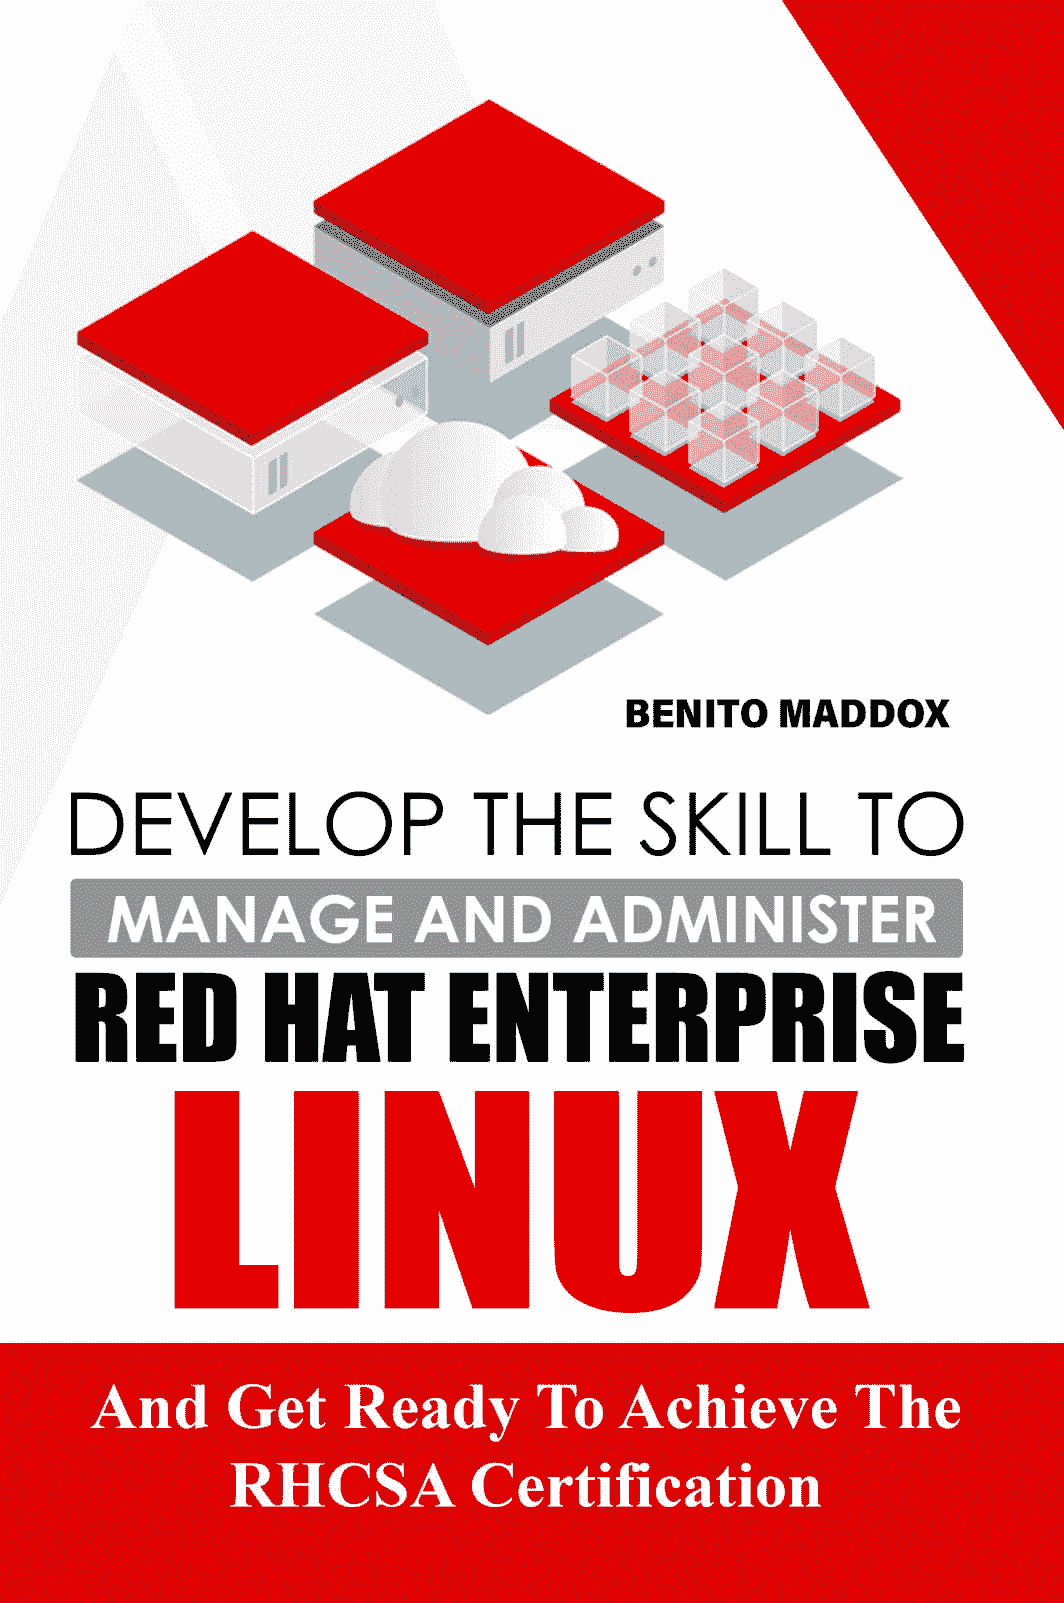 BENITO MADDOX
DEVELOP THE SKILL TO
MANAGE AND ADMINISTER
RED HAT ENTERPRISE
LINUX
And Get Ready To Achieve The
RHCSA Certification